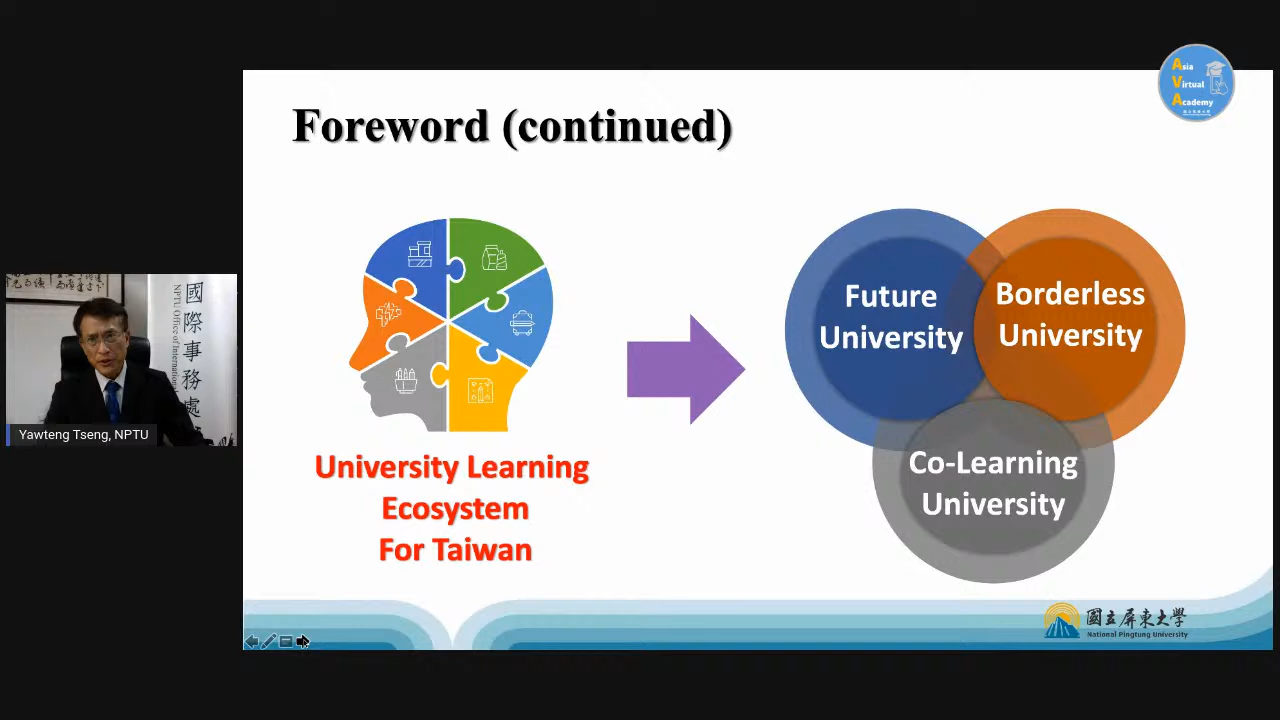 Asia
Virtual
Academy
Foreword (continued)
Future
University
Borderless
University
Co-Learning
University
University Learning
Ecosystem
For Taiwan
國際事務處
NPTU Office of International
Yawteng Tseng, NPTU
國立屏東大學
National Pingtung University